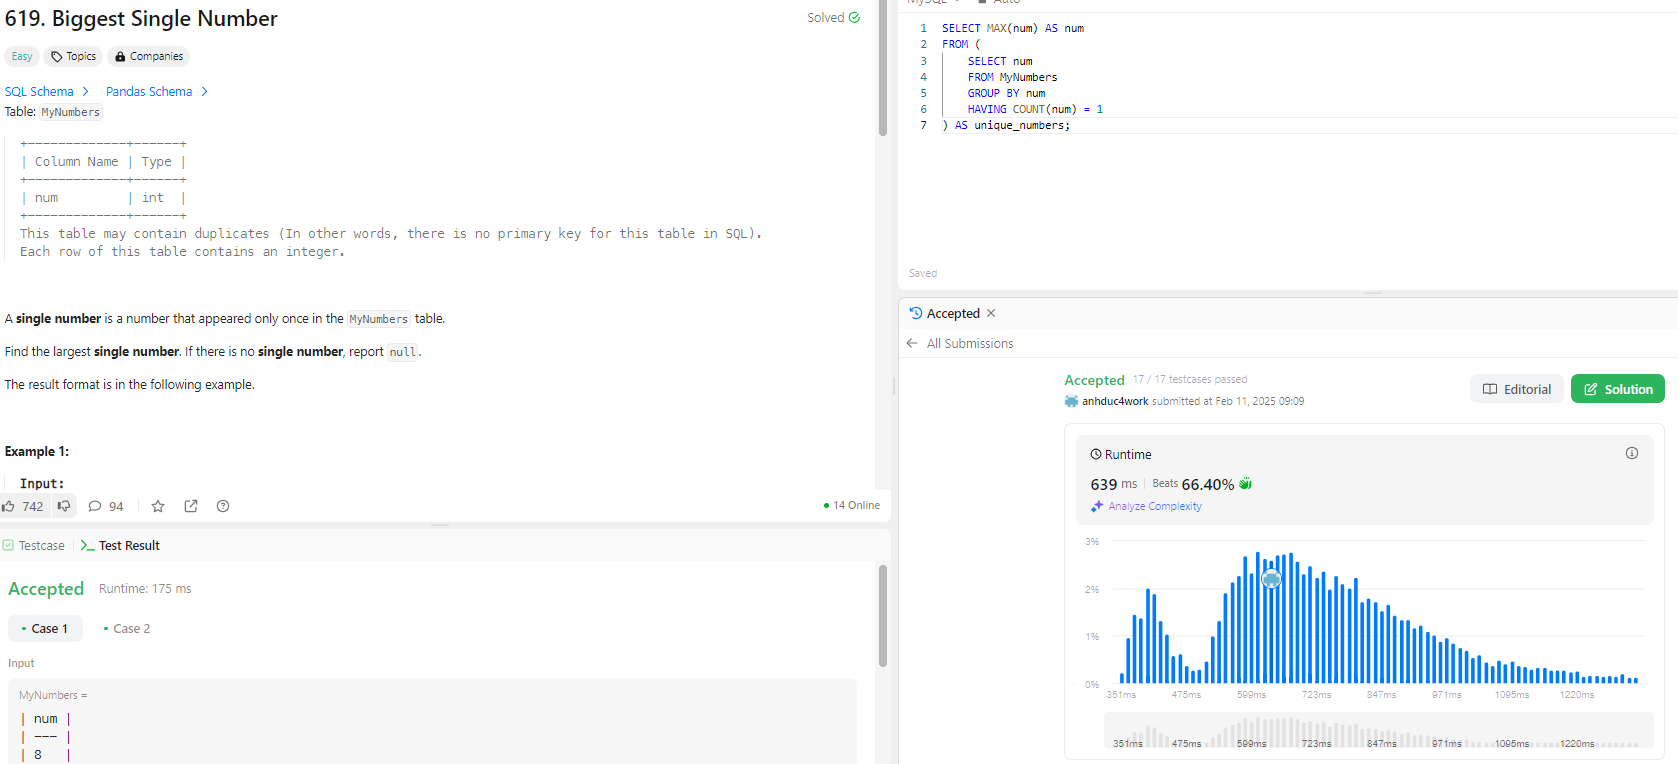 619. Biggest Single Number
Solved
Easy Topics Companies
SQL Schema Pandas Schema
Table: MyNumbers
+-------------+------+
| Column Name | Type |
+-------------+------+
| num         | int  |
+-------------+------+
This table may contain duplicates (In other words, there is no primary key for this table in SQL).
Each row of this table contains an integer.
A single number is a number that appeared only once in the MyNumbers table.
Find the largest single number. If there is no single number, report null.
The result format is in the following example.
Example 1:
Input:
742 94
14 Online
Testcase Test Result
Accepted Runtime: 175 ms
Case 1 Case 2
Input
MyNumbers =
| num |
| --- |
| 8   |
MySQL Auto
1 SELECT MAX(num) AS num
2 FROM (
3     SELECT num
4     FROM MyNumbers
5     GROUP BY num
6     HAVING COUNT(num) = 1
7 ) AS unique_numbers;
Saved
Accepted
All Submissions
Accepted 17 / 17 testcases passed
anhduc4work submitted at Feb 11, 2025 09:09
Editorial
Solution
Runtime
639 ms Beats 66.40%
Analyze Complexity
3%
2%
1%
0%
351ms 475ms 599ms 723ms 847ms 971ms 1095ms 1220ms
351ms 475ms 599ms 723ms 847ms 971ms 1095ms 1220ms